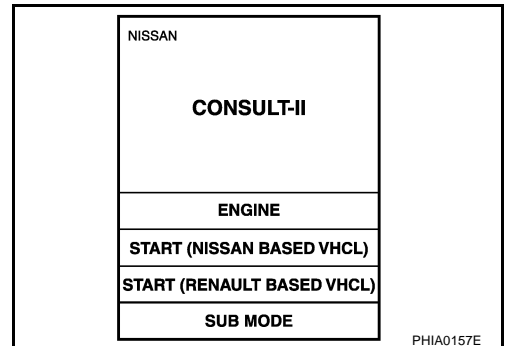 NISSAN
CONSULT-II
ENGINE
START (NISSAN BASED VHCL)
START (RENAULT BASED VHCL)
SUB MODE
PHIA0157E